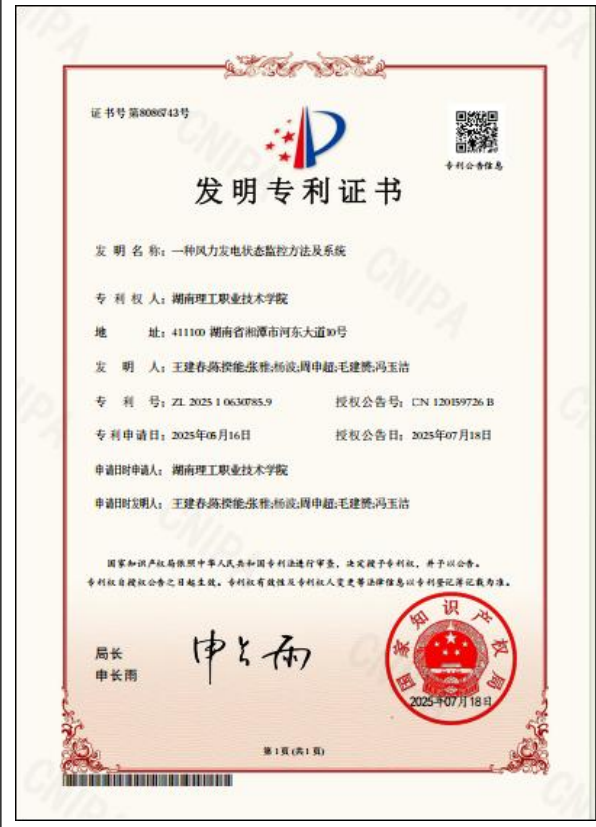 证书号第8086743号
专利公告信息
发明专利证书
发明名称：一种风力发电状态监控方法及系统
专利权人：湖南理工职业技术学院
地址：411100 湖南省湘潭市河东大道10号
发明人：王建春;陈揆能;张雅;杨波;周申超;毛建赟;冯玉洁
专利号：ZL 2025 1 0630785.9 授权公告号：CN 120159726 B
专利申请日：2025年05月16日 授权公告日：2025年07月18日
申请日时申请人：湖南理工职业技术学院
申请日时发明人：王建春;陈揆能;张雅;杨波;周申超;毛建赟;冯玉洁
国家知识产权局依照中华人民共和国专利法进行审查，决定授予专利权，并予以公告。
专利权自授权公告之日起生效。专利权有效性及专利权人变更等法律信息以专利登记簿记载为准。
局长
申长雨
申长雨
国家知识产权局
2025年07月18日
第1页(共1页)
CNIPA